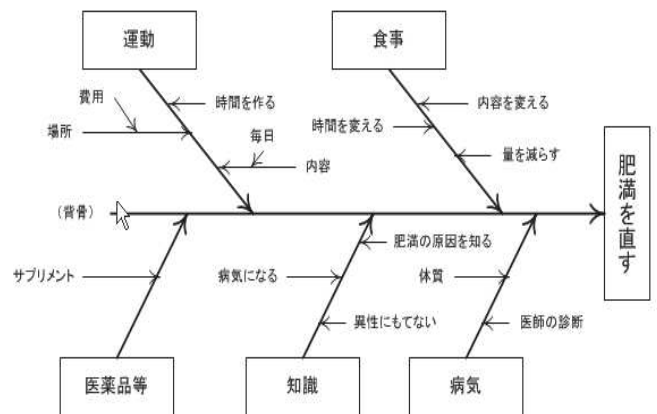 運動
食事
費用
時間を作る
内容を変える
場所
毎日
時間を変える
内容
量を減らす
肥満を直す
(背骨)
肥満の原因を知る
サプリメント
病気になる
体質
異性にもてない
医師の診断
医薬品等
知識
病気